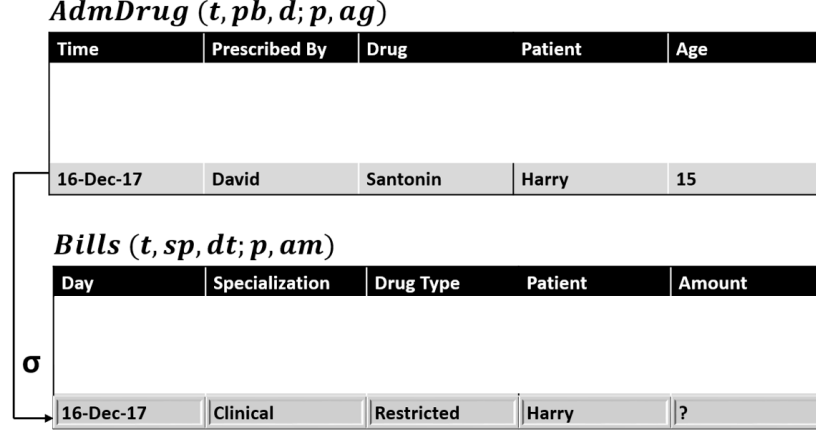 AdmDrug (t, pb, d; p, ag)
Time Prescribed By Drug Patient Age
16-Dec-17 David Santonin Harry 15
Bills (t, sp, dt; p, am)
Day Specialization Drug Type Patient Amount
σ
16-Dec-17 Clinical Restricted Harry ?